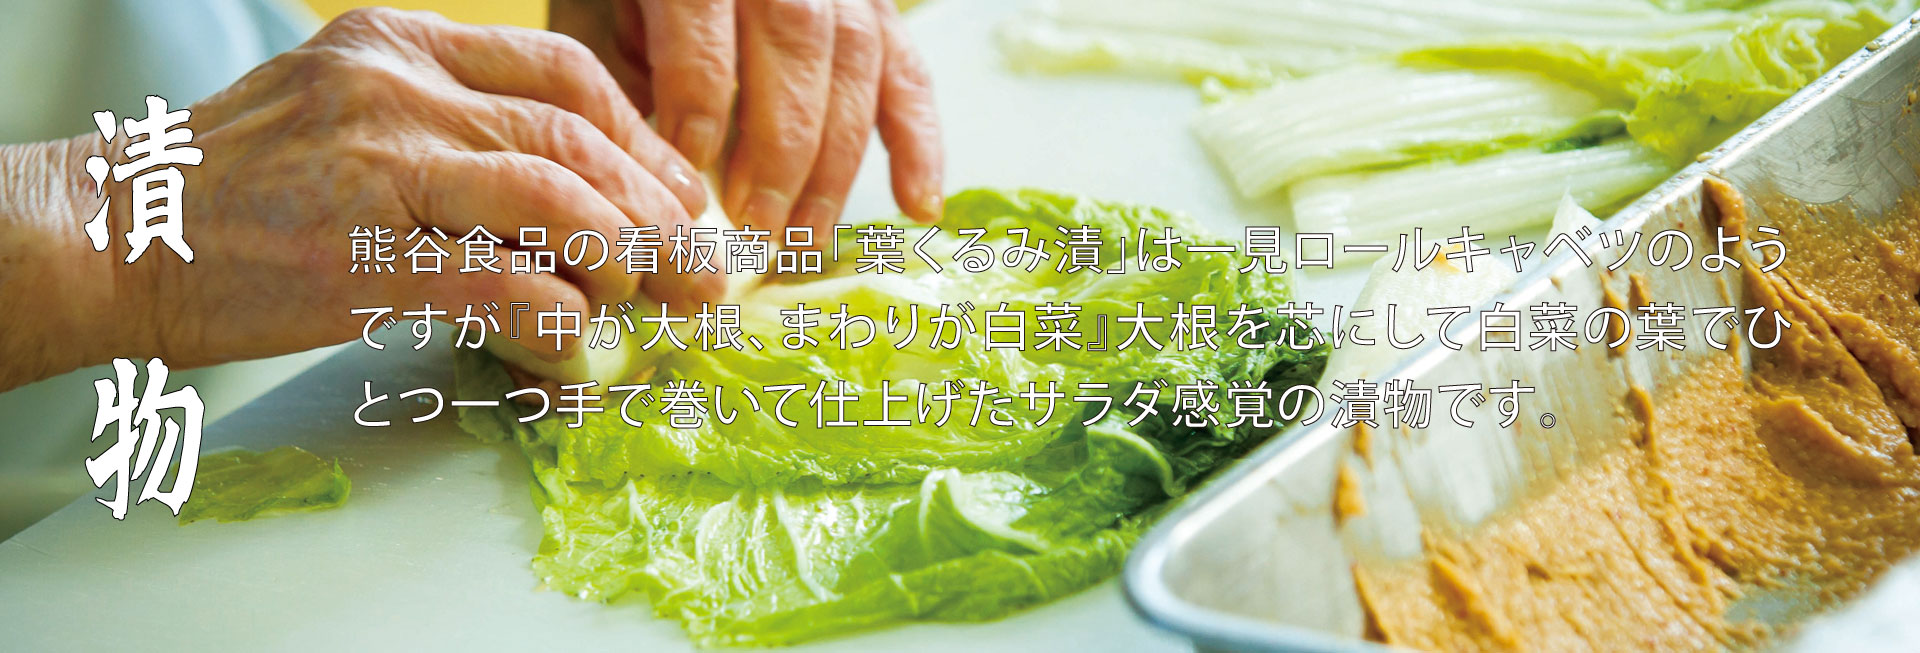 漬物
熊谷食品の看板商品「葉くるみ漬」は一見ロールキャベツのよう
ですが『中が大根、まわりが白菜』大根を芯にして白菜の葉でひ
とつ一つ手で巻いて仕上げたサラダ感覚の漬物です。